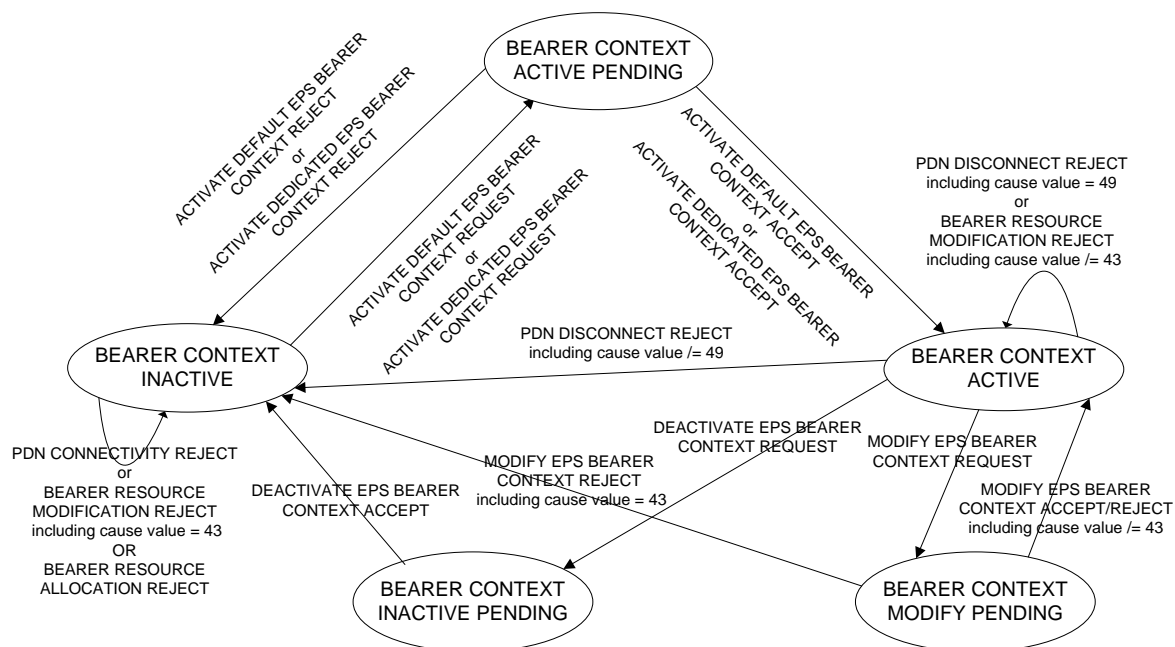 BEARER CONTEXT
ACTIVE PENDING
ACTIVATE DEFAULT EPS BEARER
CONTEXT REJECT
or
ACTIVATE DEDICATED EPS BEARER
CONTEXT REJECT
ACTIVATE DEFAULT EPS BEARER
CONTEXT REQUEST
or
ACTIVATE DEDICATED EPS BEARER
CONTEXT REQUEST
ACTIVATE DEFAULT EPS BEARER
CONTEXT ACCEPT
or
ACTIVATE DEDICATED EPS BEARER
CONTEXT ACCEPT
PDN DISCONNECT REJECT
including cause value = 49
or
BEARER RESOURCE
MODIFICATION REJECT
including cause value /= 43
BEARER CONTEXT
INACTIVE
PDN DISCONNECT REJECT
including cause value /= 49
BEARER CONTEXT
ACTIVE
PDN CONNECTIVITY REJECT
or
BEARER RESOURCE
MODIFICATION REJECT
including cause value = 43
OR
BEARER RESOURCE
ALLOCATION REJECT
DEACTIVATE EPS BEARER
CONTEXT ACCEPT
MODIFY EPS BEARER
CONTEXT REJECT
including cause value = 43
DEACTIVATE EPS BEARER
CONTEXT REQUEST
MODIFY EPS BEARER
CONTEXT REQUEST
MODIFY EPS BEARER
CONTEXT ACCEPT/REJECT
including cause value /= 43
BEARER CONTEXT
INACTIVE PENDING
BEARER CONTEXT
MODIFY PENDING